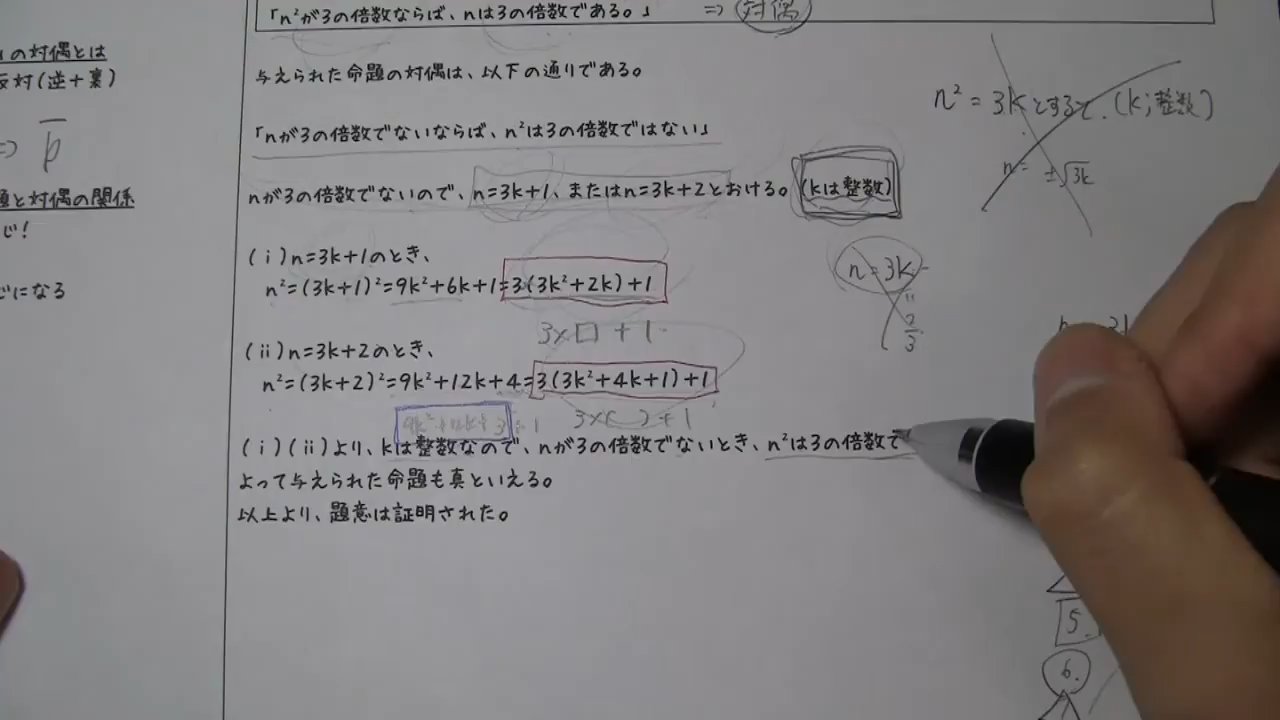 「n²が3の倍数ならば、nは3の倍数である。」 ⇒ 対偶
の対偶とは
反対(逆+裏)
⇒ p̅
題と対偶の関係
じ!
じになる
与えられた命題の対偶は、以下の通りである。
「nが3の倍数でないならば、n²は3の倍数ではない」
nが3の倍数でないので、n=3k+1、またはn=3k+2とおける。(kは整数)
(i)n=3k+1のとき、
n²=(3k+1)²=9k²+6k+1=3(3k²+2k)+1
3×□+1
(ii)n=3k+2のとき、
n²=(3k+2)²=9k²+12k+4=3(3k²+4k+1)+1
9k²+12k+3+1
3×( )+1
(i)(ii)より、kは整数なので、nが3の倍数でないとき、n²は3の倍数で
よって与えられた命題も真といえる。
以上より、題意は証明された。
n²=3kとすると、(k;整数)
n=±√3k
n=3k
2/3
5.
6.